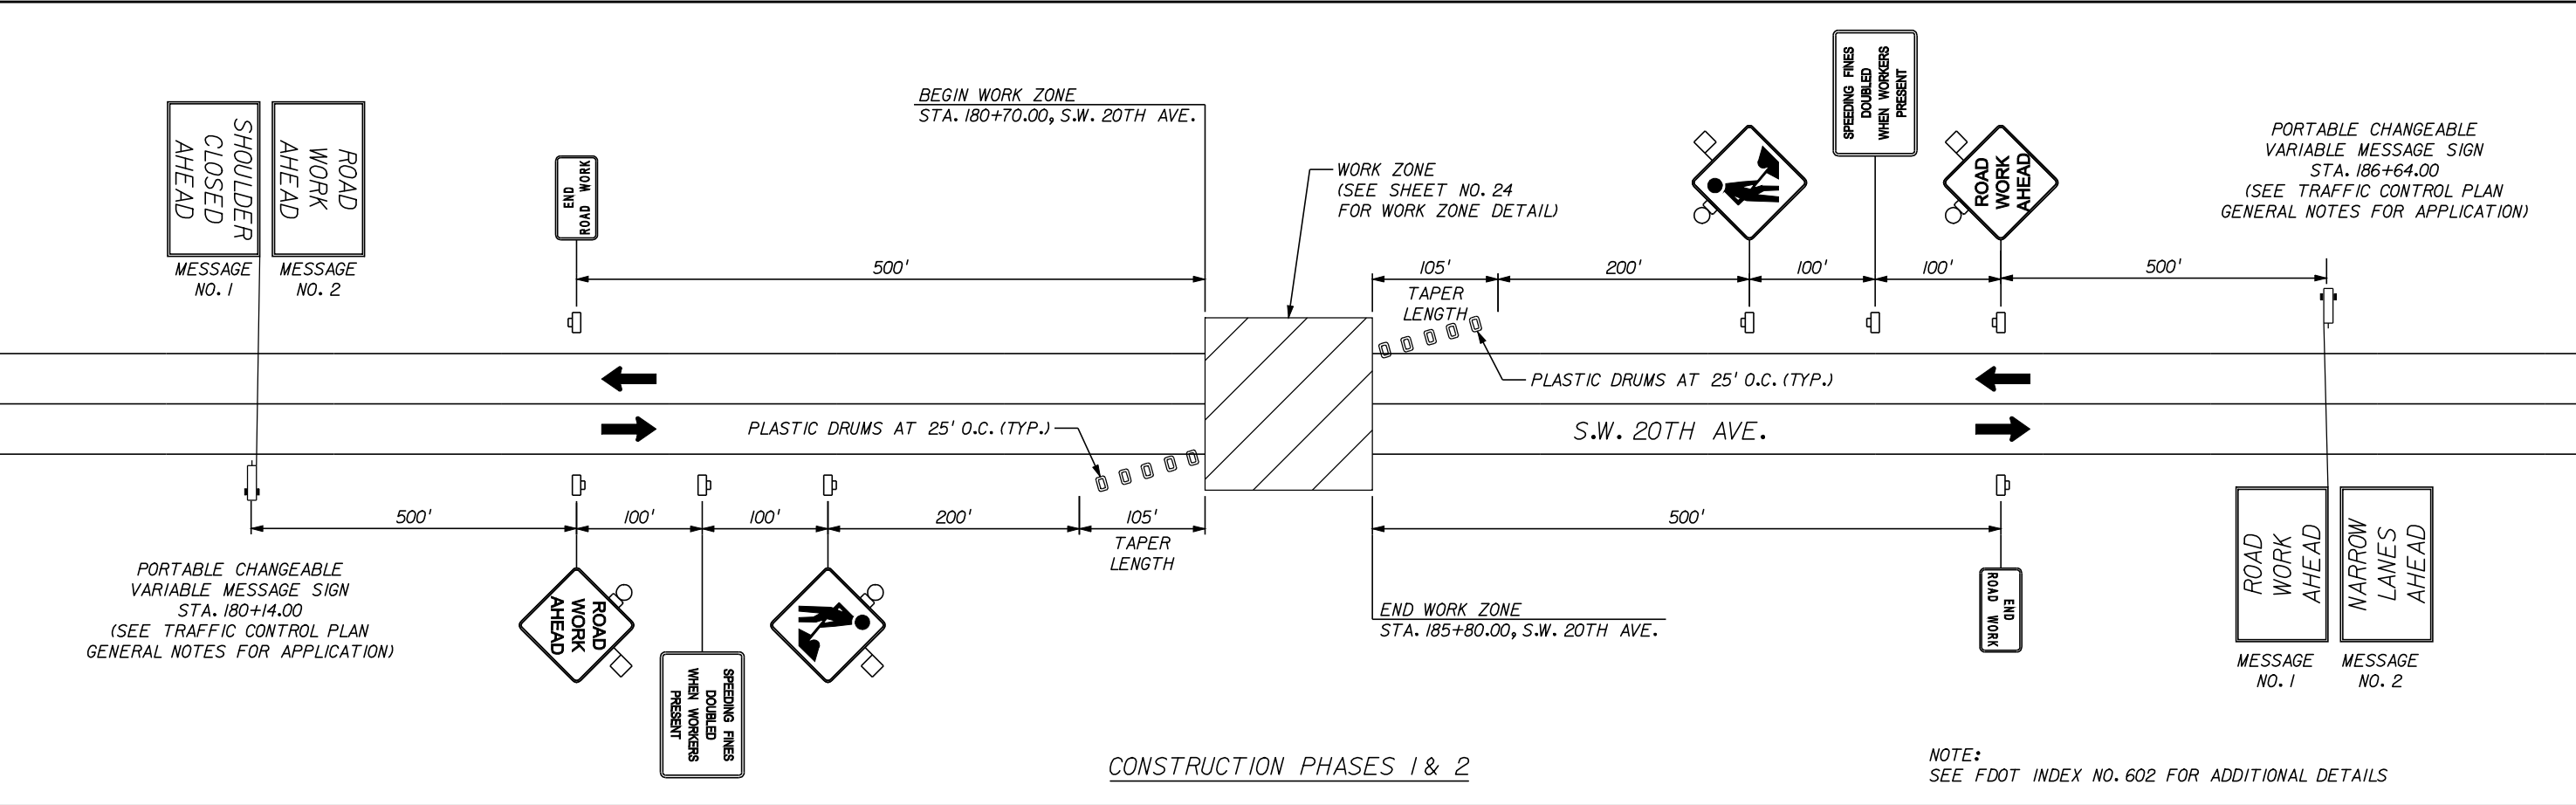 SHOULDER
CLOSED
AHEAD
ROAD
WORK
AHEAD
MESSAGE
NO. 1
MESSAGE
NO. 2
END
ROAD WORK
BEGIN WORK ZONE
STA. 180+70.00, S.W. 20TH AVE.
500'
WORK ZONE
(SEE SHEET NO. 24
FOR WORK ZONE DETAIL)
105'
TAPER
LENGTH
200'
100'
100'
500'
SPEEDING FINES
DOUBLED
WHEN WORKERS
PRESENT
ROAD
WORK
AHEAD
PORTABLE CHANGEABLE
VARIABLE MESSAGE SIGN
STA. 186+64.00
(SEE TRAFFIC CONTROL PLAN
GENERAL NOTES FOR APPLICATION)
PLASTIC DRUMS AT 25' O.C. (TYP.)
PLASTIC DRUMS AT 25' O.C. (TYP.)
S.W. 20TH AVE.
500'
100'
100'
200'
105'
TAPER
LENGTH
500'
PORTABLE CHANGEABLE
VARIABLE MESSAGE SIGN
STA. 180+14.00
(SEE TRAFFIC CONTROL PLAN
GENERAL NOTES FOR APPLICATION)
ROAD
WORK
AHEAD
SPEEDING FINES
DOUBLED
WHEN WORKERS
PRESENT
END WORK ZONE
STA. 185+80.00, S.W. 20TH AVE.
END
ROAD WORK
ROAD
WORK
AHEAD
NARROW
LANES
AHEAD
MESSAGE
NO. 1
MESSAGE
NO. 2
CONSTRUCTION PHASES 1 & 2
NOTE:
SEE FDOT INDEX NO. 602 FOR ADDITIONAL DETAILS